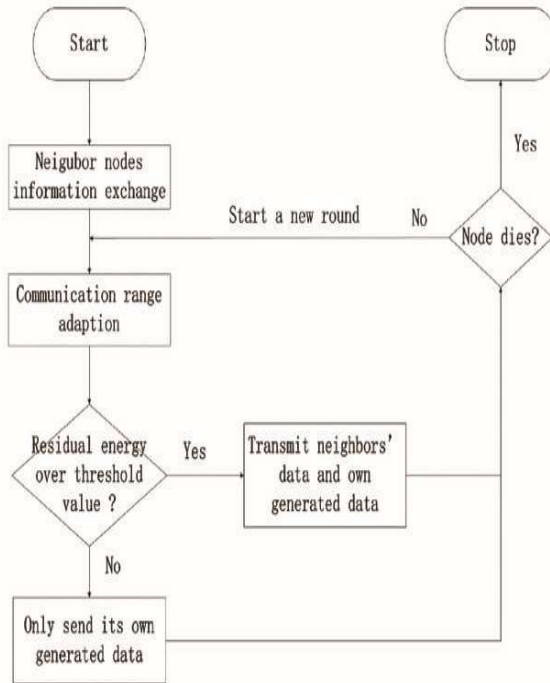 Start
Stop
Neigubor nodes
information exchange
Yes
Start a new round
No
Node dies?
Communication range
adaption
Residual energy
over threshold
value ?
Yes
Transmit neighbors'
data and own
generated data
No
Only send its own
generated data